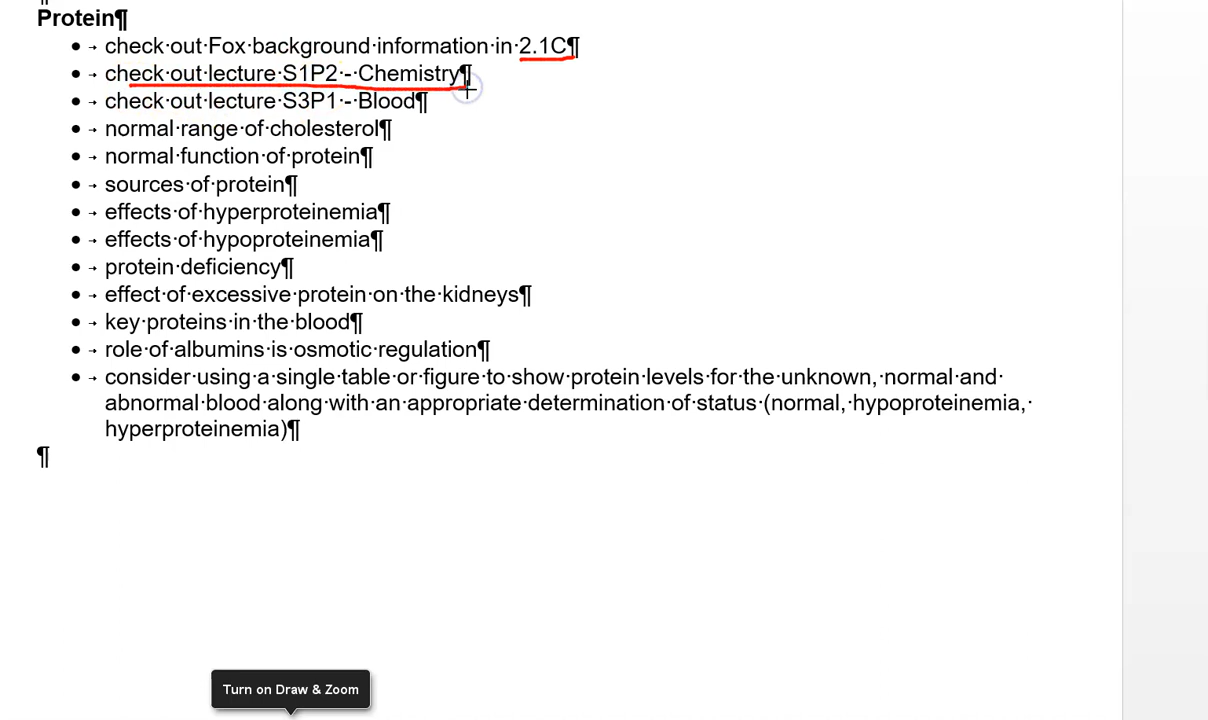 Protein¶
• → check·out·Fox·background·information·in·2.1C¶
• → check·out·lecture·S1P2·-·Chemistry¶
• → check·out·lecture·S3P1·-·Blood¶
• → normal·range·of·cholesterol¶
• → normal·function·of·protein¶
• → sources·of·protein¶
• → effects·of·hyperproteinemia¶
• → effects·of·hypoproteinemia¶
• → protein·deficiency¶
• → effect·of·excessive·protein·on·the·kidneys¶
• → key·proteins·in·the·blood¶
• → role·of·albumins·is·osmotic·regulation¶
• → consider·using·a·single·table·or·figure·to·show·protein·levels·for·the·unknown,·normal·and·
abnormal·blood·along·with·an·appropriate·determination·of·status·(normal,·hypoproteinemia,·
hyperproteinemia)¶
¶
Turn on Draw & Zoom